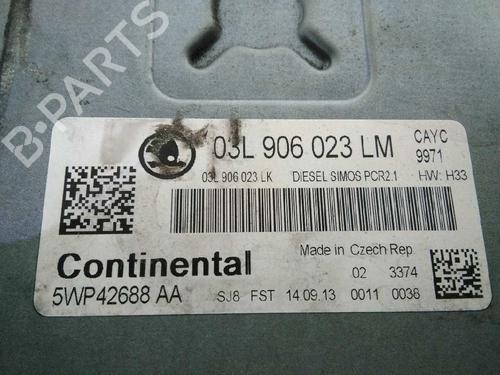 B-PARTS
03L 906 023 LM
CAYC
9971
03L 906 023 LK DIESEL SIMOS PCR2.1 HW: H33
Continental
Made in Czech Rep.
02 3374
5WP42688 AA SJ8 FST 14.09.13 0011 0036